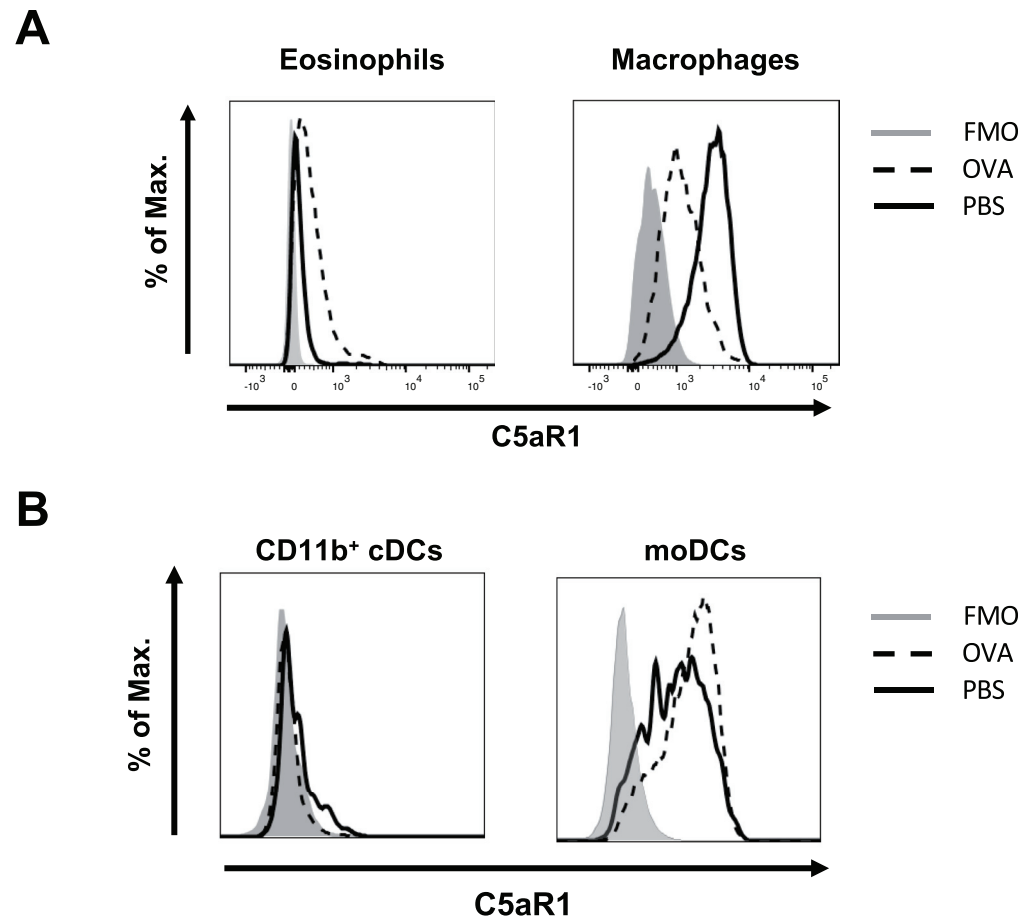 A
Eosinophils
Macrophages
% of Max.
FMO
OVA
PBS
-10³ 0 10³ 10⁴ 10⁵
-10³ 0 10³ 10⁴ 10⁵
C5aR1
B
CD11b⁺ cDCs
moDCs
% of Max.
FMO
OVA
PBS
C5aR1